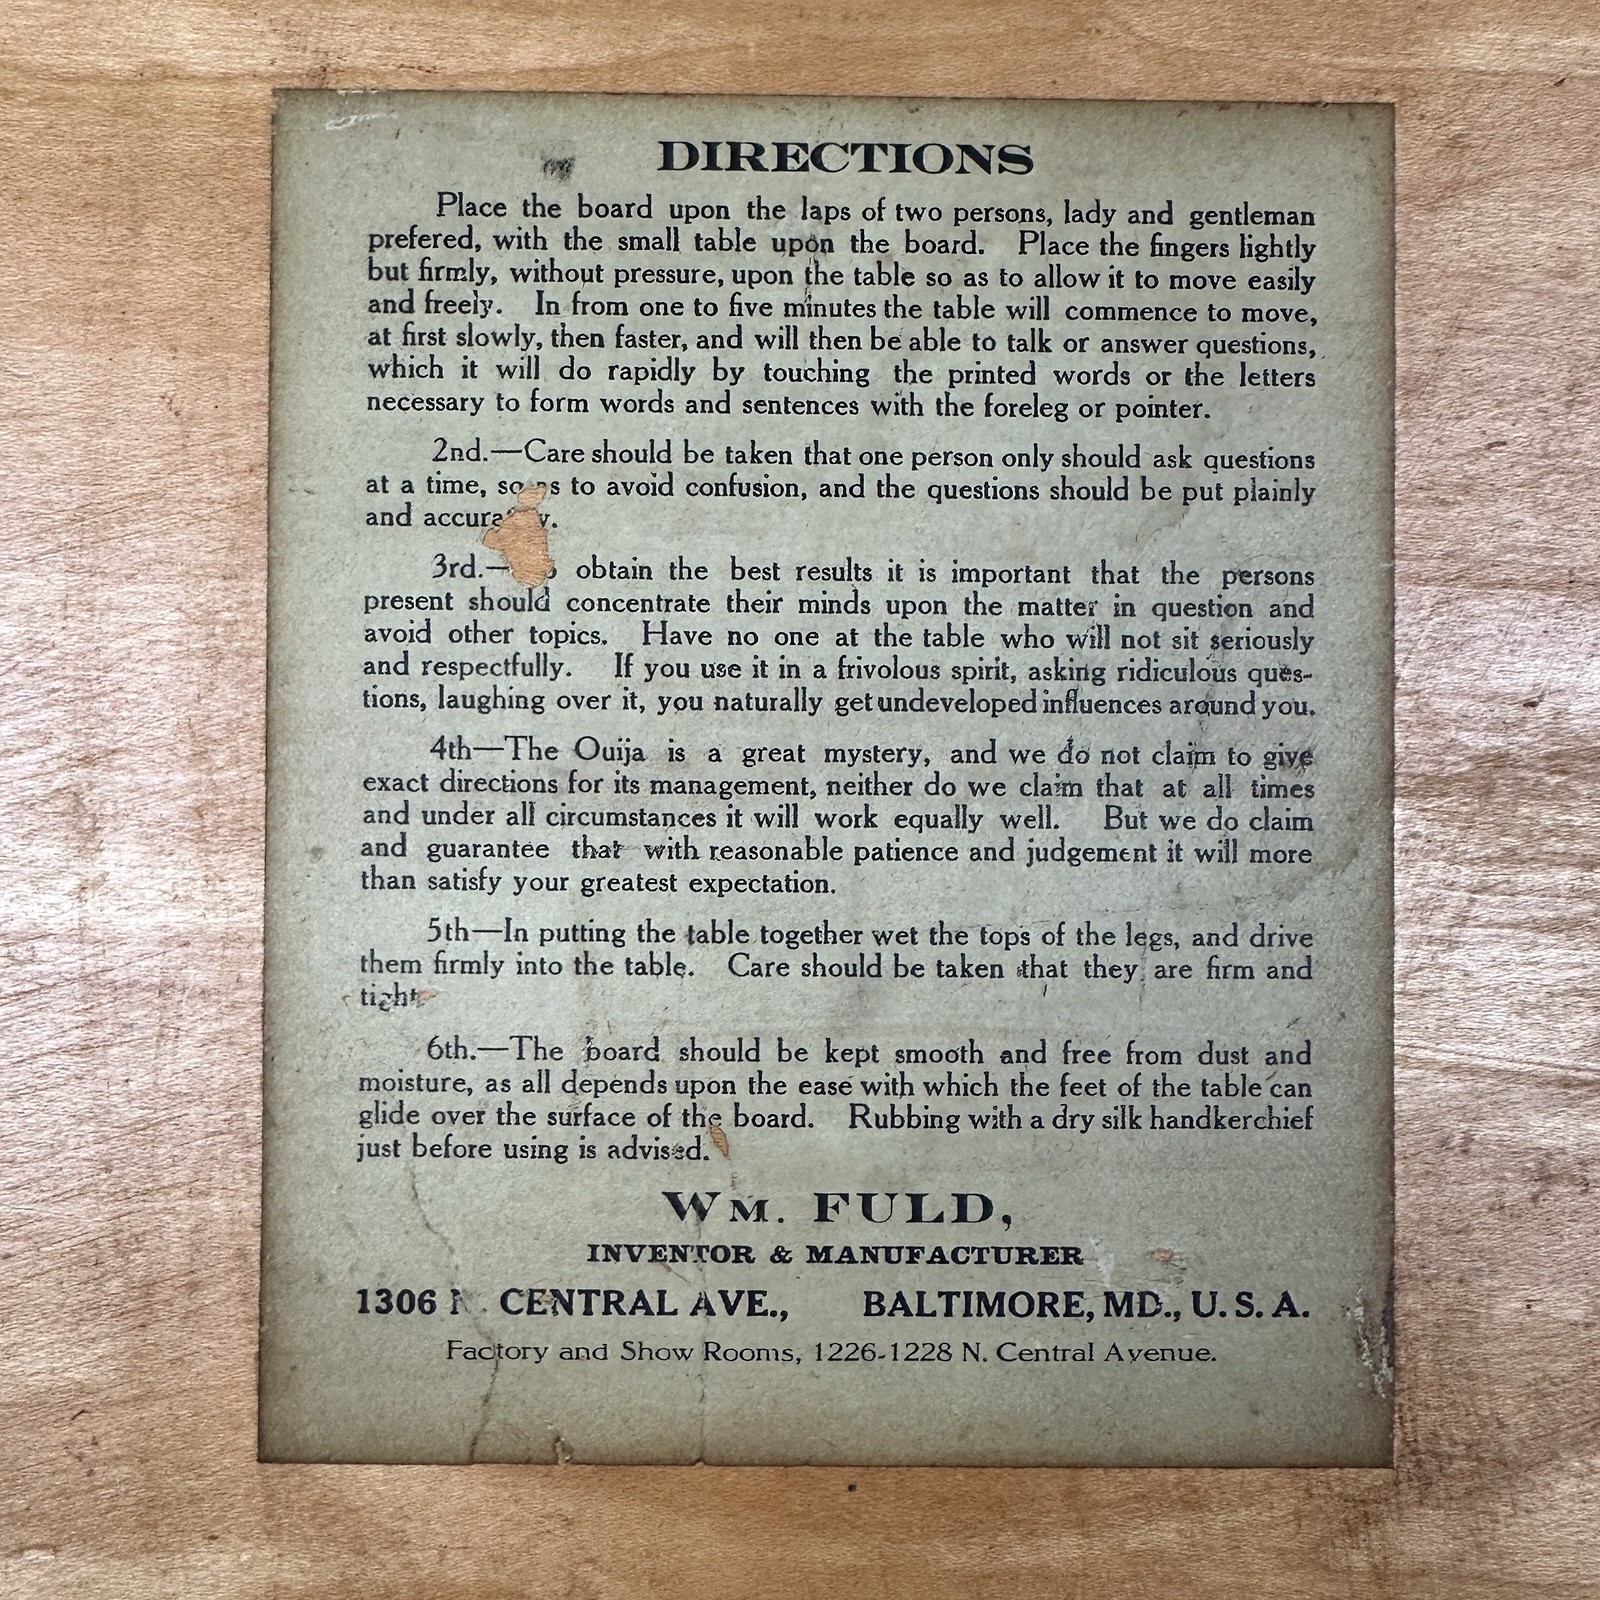 DIRECTIONS
Place the board upon the laps of two persons, lady and gentleman
prefered, with the small table upon the board. Place the fingers lightly
but firmly, without pressure, upon the table so as to allow it to move easily
and freely. In from one to five minutes the table will commence to move,
at first slowly, then faster, and will then be able to talk or answer questions,
which it will do rapidly by touching the printed words or the letters
necessary to form words and sentences with the foreleg or pointer.
2nd.—Care should be taken that one person only should ask questions
at a time, so as to avoid confusion, and the questions should be put plainly
and
3rd.— obtain the best results it is important that the persons
present should concentrate their minds upon the matter in question and
avoid other topics. Have no one at the table who will not sit seriously
and respectfully. If you use it in a frivolous spirit, asking ridiculous ques-
tions, laughing over it, you naturally get undeveloped influences around you.
4th—The Ouija is a great mystery, and we do not claim to give
exact directions for its management, neither do we claim that at all times
and under all circumstances it will work equally well. But we do claim
and guarantee that with reasonable patience and judgement it will more
than satisfy your greatest expectation.
5th—In putting the table together wet the tops of the legs, and drive
them firmly into the table. Care should be taken that they are firm and
tight
6th.—The board should be kept smooth and free from dust and
moisture, as all depends upon the ease with which the feet of the table can
glide over the surface of the board. Rubbing with a dry silk handkerchief
just before using is advised.
WM. FULD,
INVENTOR & MANUFACTURER
1306 CENTRAL AVE., BALTIMORE, MD., U. S. A.
Factory and Show Rooms, 1226-1228 N. Central Avenue.